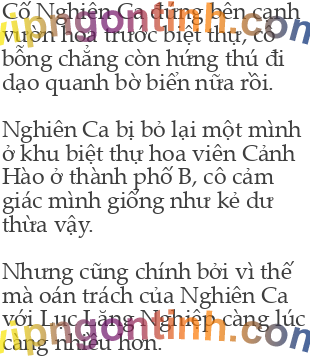 Cố Nghiên Ca đứng bên cạnh
vườn hoa trước biệt thự, cô
bỗng chẳng còn hứng thú đi
dạo quanh bờ biển nữa rồi.
Nghiên Ca bị bỏ lại một mình
ở khu biệt thự hoa viên Cảnh
Hào ở thành phố B, cô cảm
giác mình giống như kẻ dư
thừa vậy.
Nhưng cũng chính bởi vì thế
mà oán trách của Nghiên Ca
với Lục Lăng Nghiệp càng lúc
càng nhiều hơn.
vipngontinh.com
vipngontinh.com